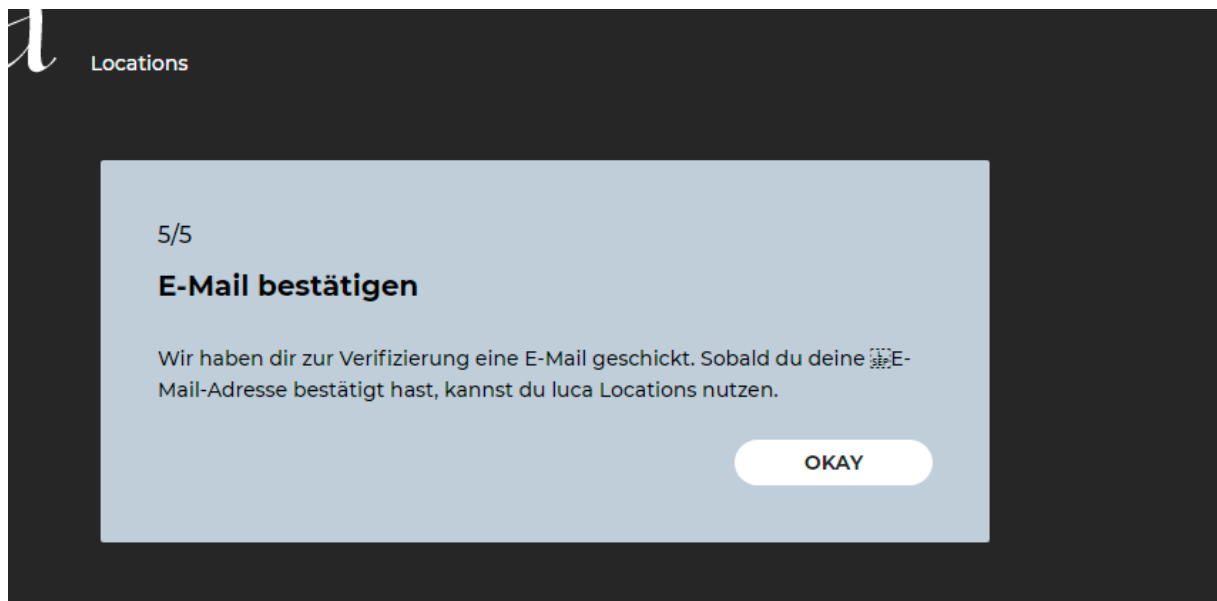 a Locations
5/5
E-Mail bestätigen
Wir haben dir zur Verifizierung eine E-Mail geschickt. Sobald du deine E-
Mail-Adresse bestätigt hast, kannst du luca Locations nutzen.
OKAY